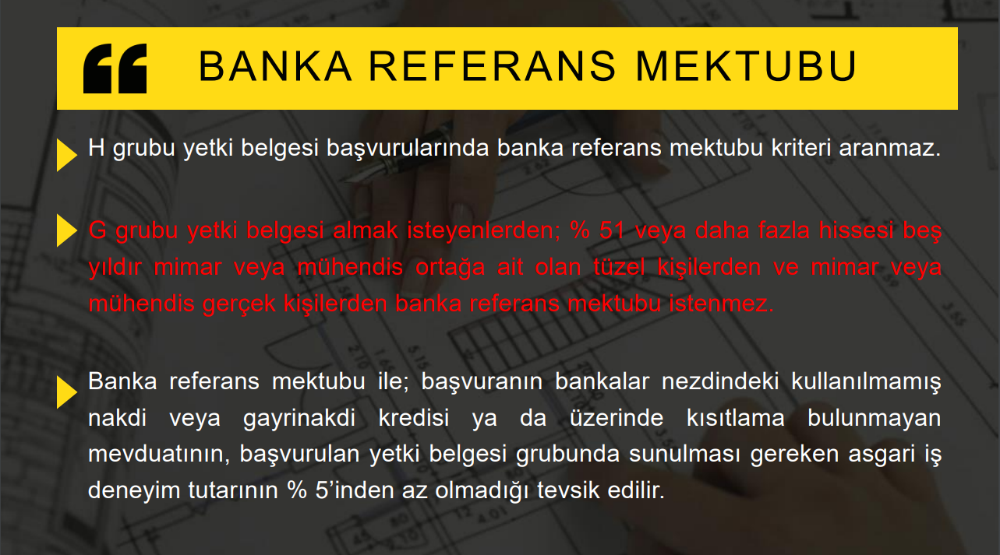 BANKA REFERANS MEKTUBU
H grubu yetki belgesi başvurularında banka referans mektubu kriteri aranmaz.
G grubu yetki belgesi almak isteyenlerden; % 51 veya daha fazla hissesi beş
yıldır mimar veya mühendis ortağa ait olan tüzel kişilerden ve mimar veya
mühendis gerçek kişilerden banka referans mektubu istenmez.
Banka referans mektubu ile; başvuranın bankalar nezdindeki kullanılmamış
nakdi veya gayrinakdi kredisi ya da üzerinde kısıtlama bulunmayan
mevduatının, başvurulan yetki belgesi grubunda sunulması gereken asgari iş
deneyim tutarının % 5’inden az olmadığı tevsik edilir.